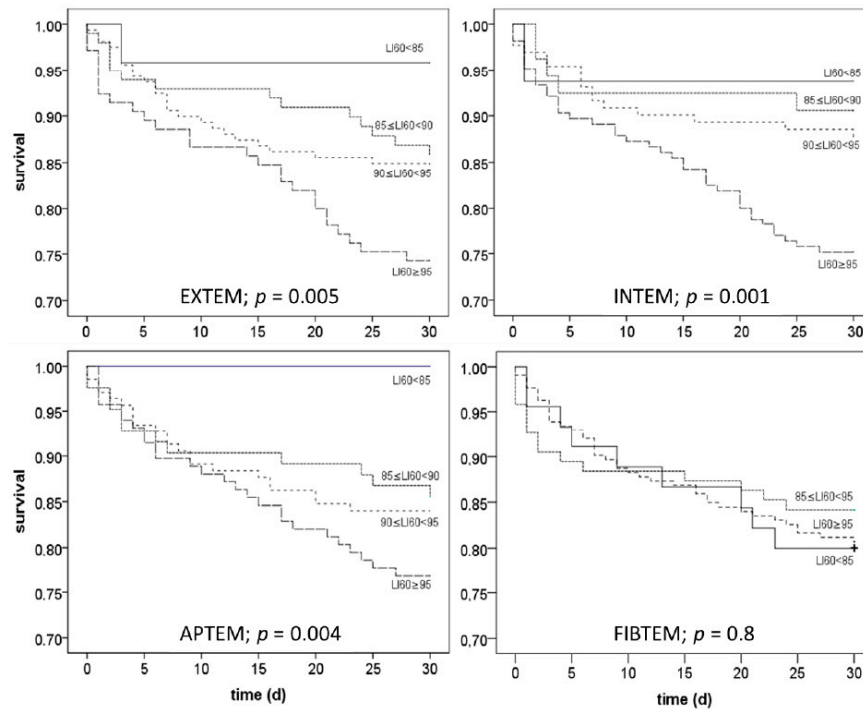 1.00
0.95
0.90
0.85
0.80
0.75
0.70
survival
LI60<85
85≤LI60<90
90≤LI60<95
LI60≥95
EXTEM; p = 0.005
0 5 10 15 20 25 30
1.00
0.95
0.90
0.85
0.80
0.75
0.70
LI60<85
85≤LI60<90
90≤LI60<95
LI60≥95
INTEM; p = 0.001
0 5 10 15 20 25 30
1.00
0.95
0.90
0.85
0.80
0.75
0.70
survival
LI60<85
85≤LI60<90
90≤LI60<95
LI60≥95
APTEM; p = 0.004
0 5 10 15 20 25 30
time (d)
1.00
0.95
0.90
0.85
0.80
0.75
0,70
85≤LI60<95
LI60≥95
LI60<85
FIBTEM; p = 0.8
0 5 10 15 20 25 30
time (d)